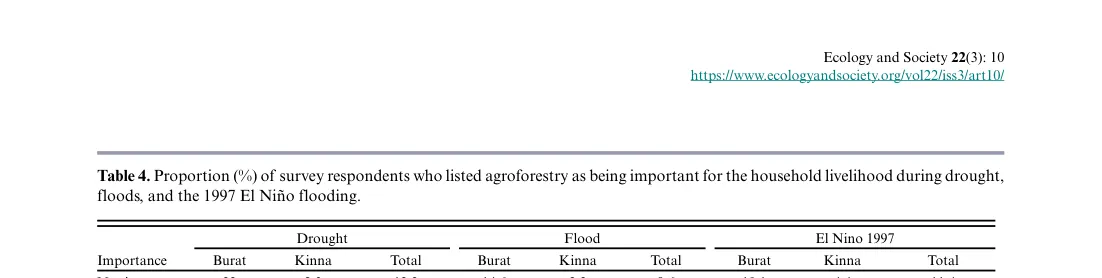 Ecology and Society 22(3): 10
https://www.ecologyandsociety.org/vol22/iss3/art10/
Table 4. Proportion (%) of survey respondents who listed agroforestry as being important for the household livelihood during drought,
floods, and the 1997 El Niño flooding.
Drought Flood El Nino 1997
Importance Burat Kinna Total Burat Kinna Total Burat Kinna Total